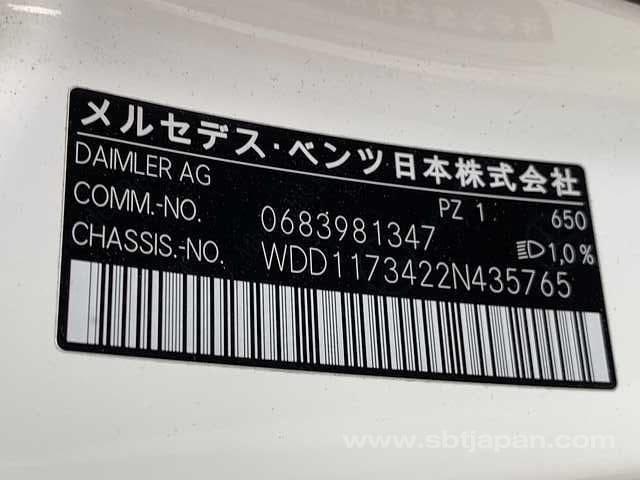 メルセデス・ベンツ日本株式会社
DAIMLER AG
PZ 1 650
COMM.-NO. 0683981347
1,0%
CHASSIS.-NO. WDD1173422N435765
www.sbtjapan.com